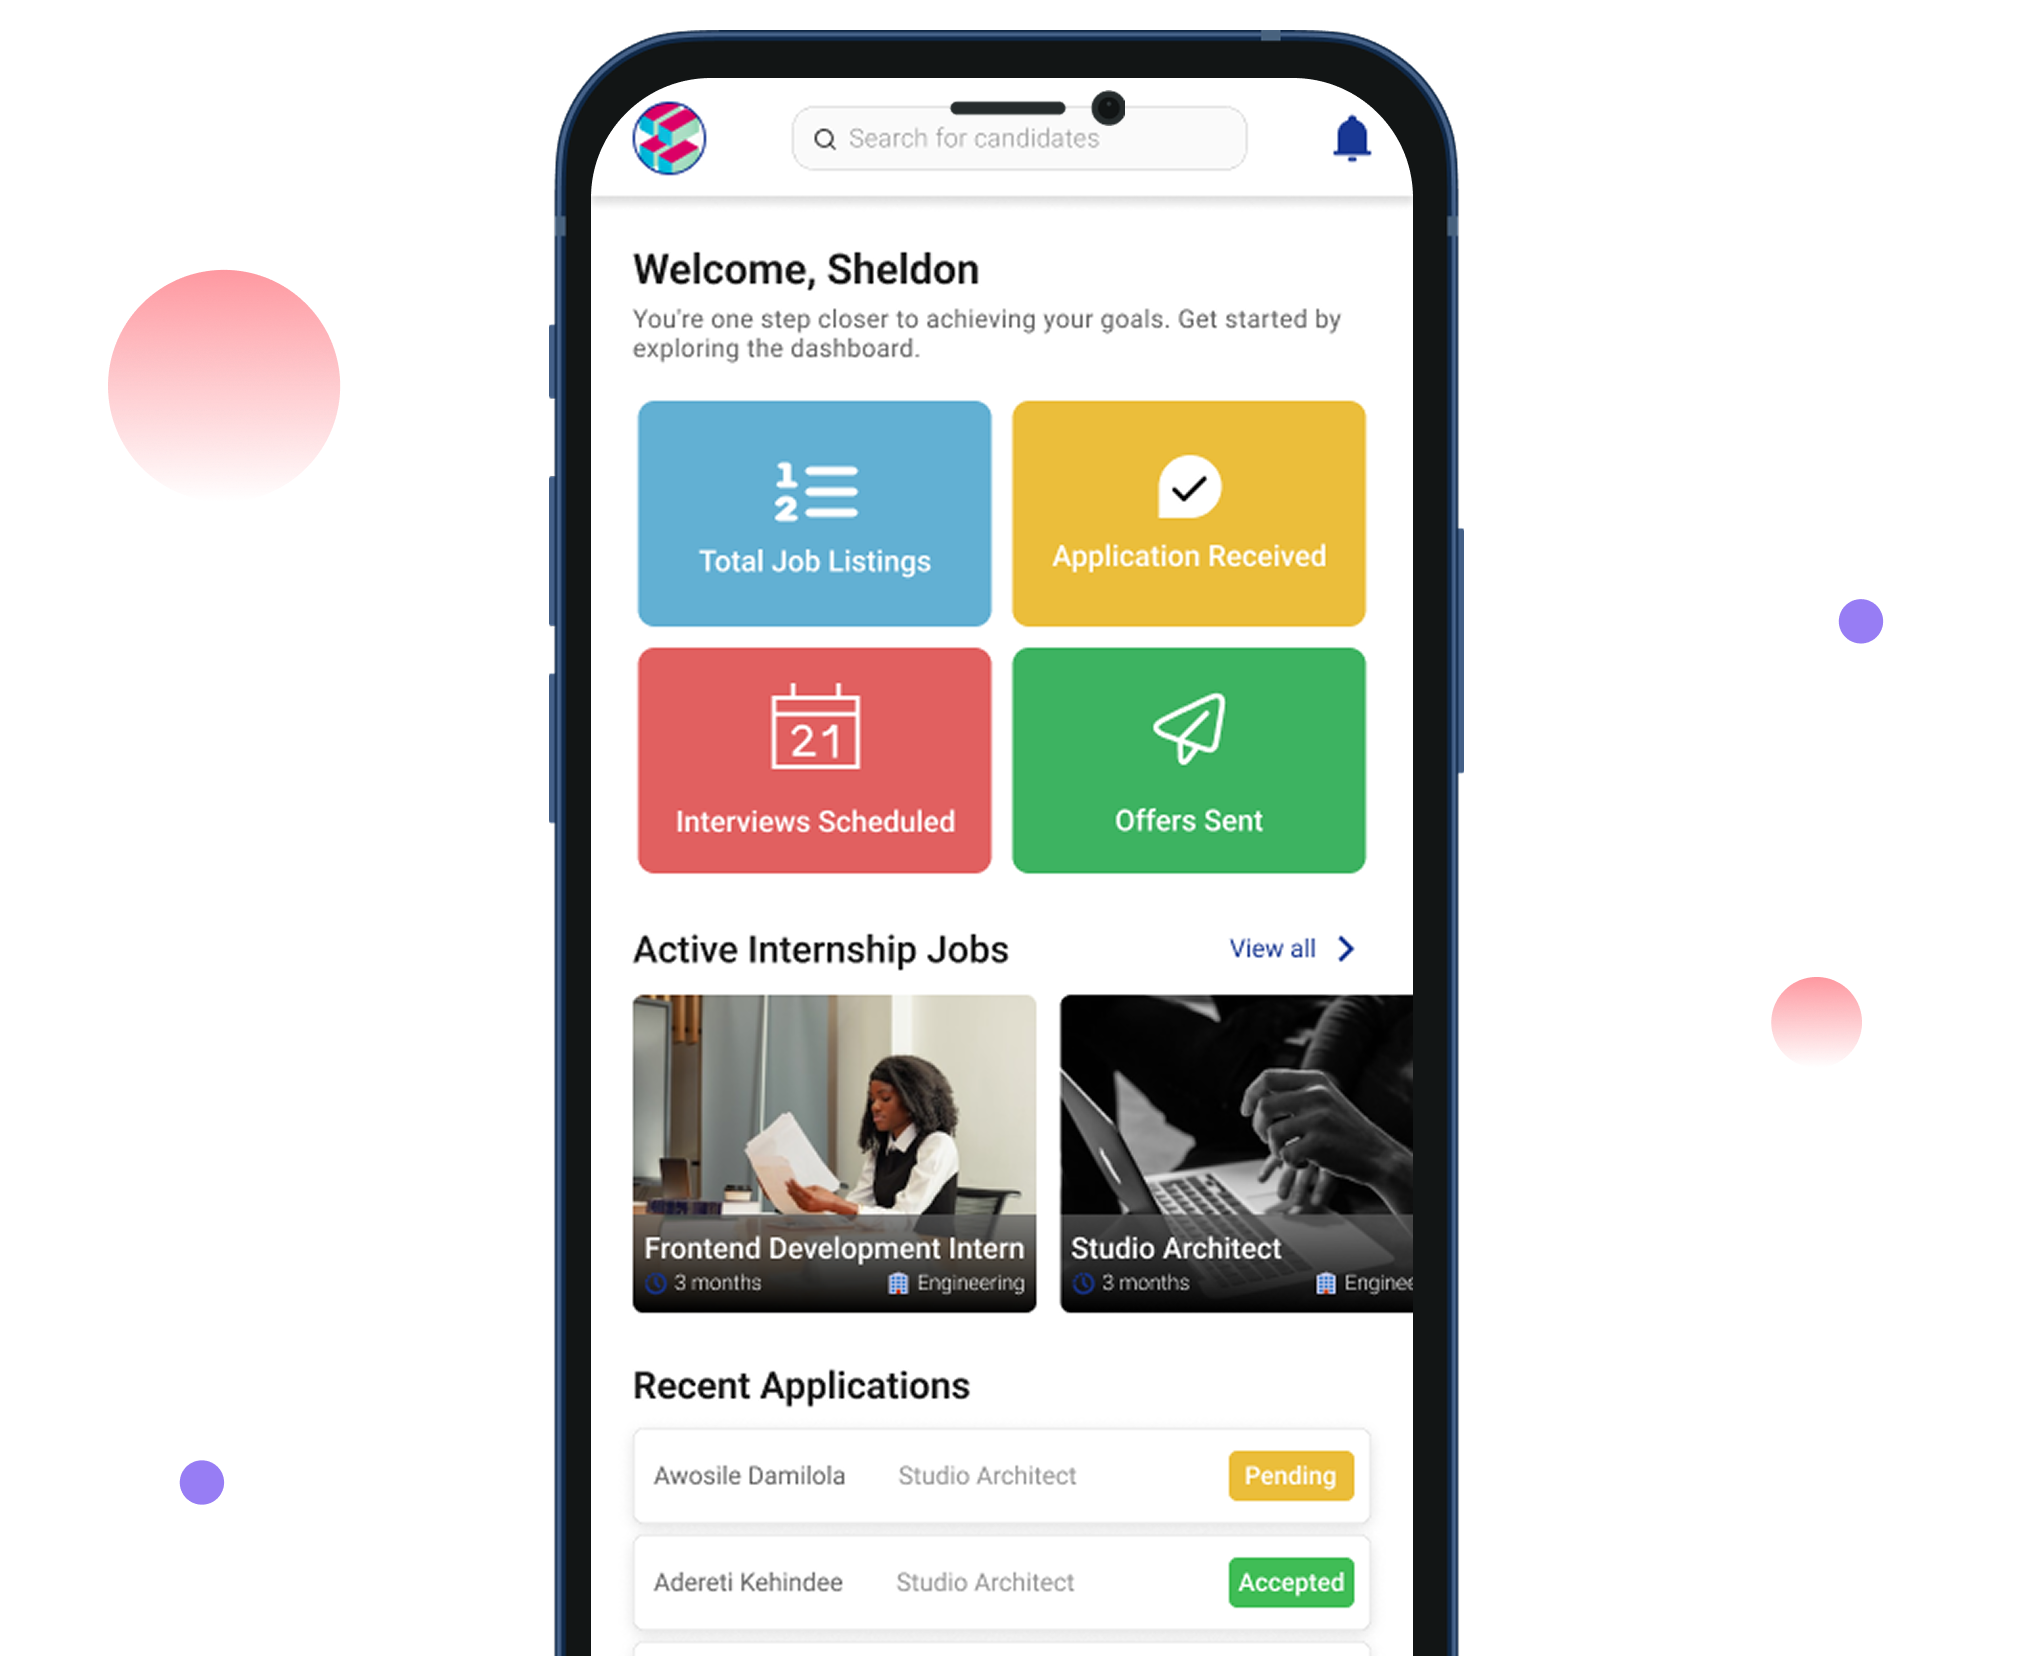 Search for candidates
Welcome, Sheldon
You're one step closer to achieving your goals. Get started by
exploring the dashboard.
1
2
Total Job Listings
Application Received
21
Interviews Scheduled
Offers Sent
Active Internship Jobs
View all
Frontend Development Intern
3 months
Engineering
Studio Architect
3 months
Enginee
Recent Applications
Awosile Damilola
Studio Architect
Pending
Adereti Kehindee
Studio Architect
Accepted